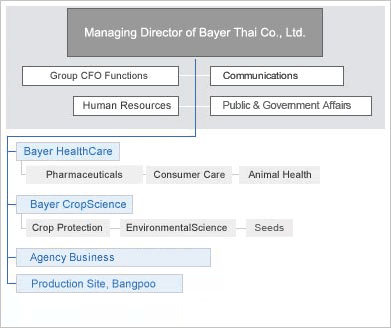 Managing Director of Bayer Thai Co., Ltd.
Group CFO Functions
Communications
Human Resources
Public & Government Affairs
Bayer HealthCare
Pharmaceuticals
Consumer Care
Animal Health
Bayer CropScience
Crop Protection
EnvironmentalScience
Seeds
Agency Business
Production Site, Bangpoo